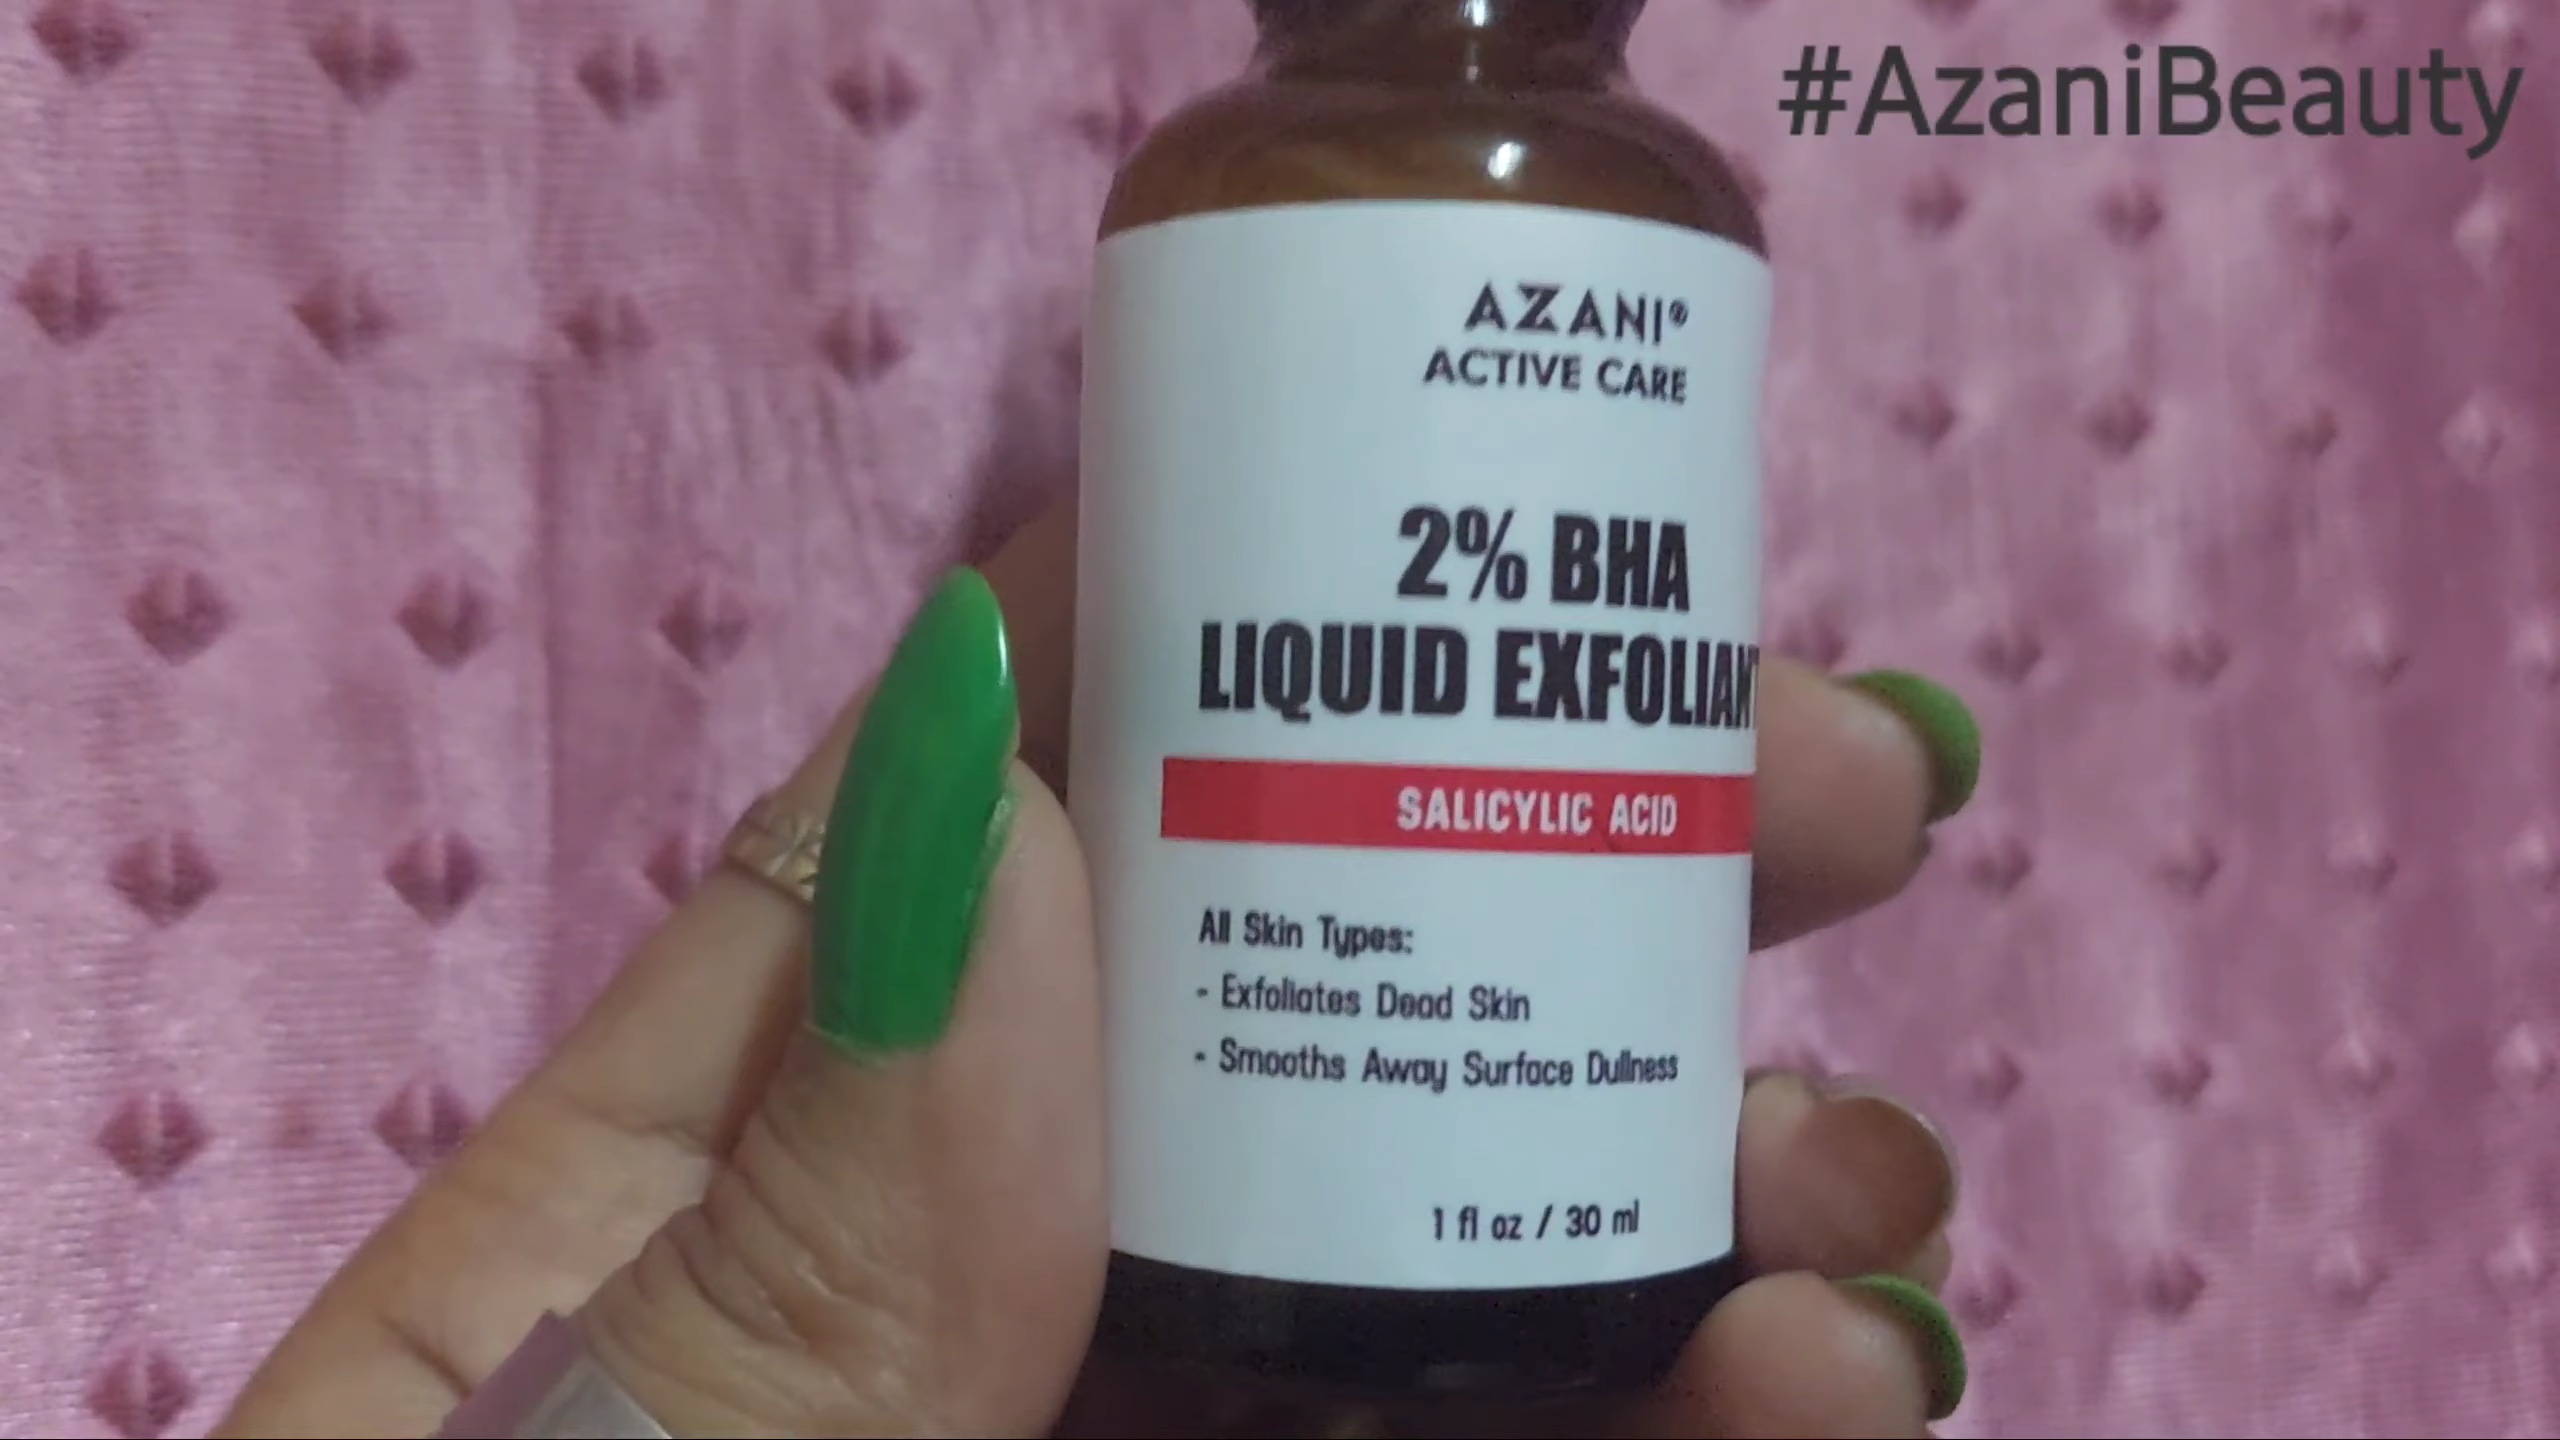 #AzaniBeauty
AZANI®
ACTIVE CARE
2% BHA
LIQUID EXFOLIANT
SALICYLIC ACID
All Skin Types:
- Exfoliates Dead Skin
- Smooths Away Surface Dullness
1 fl oz / 30 ml